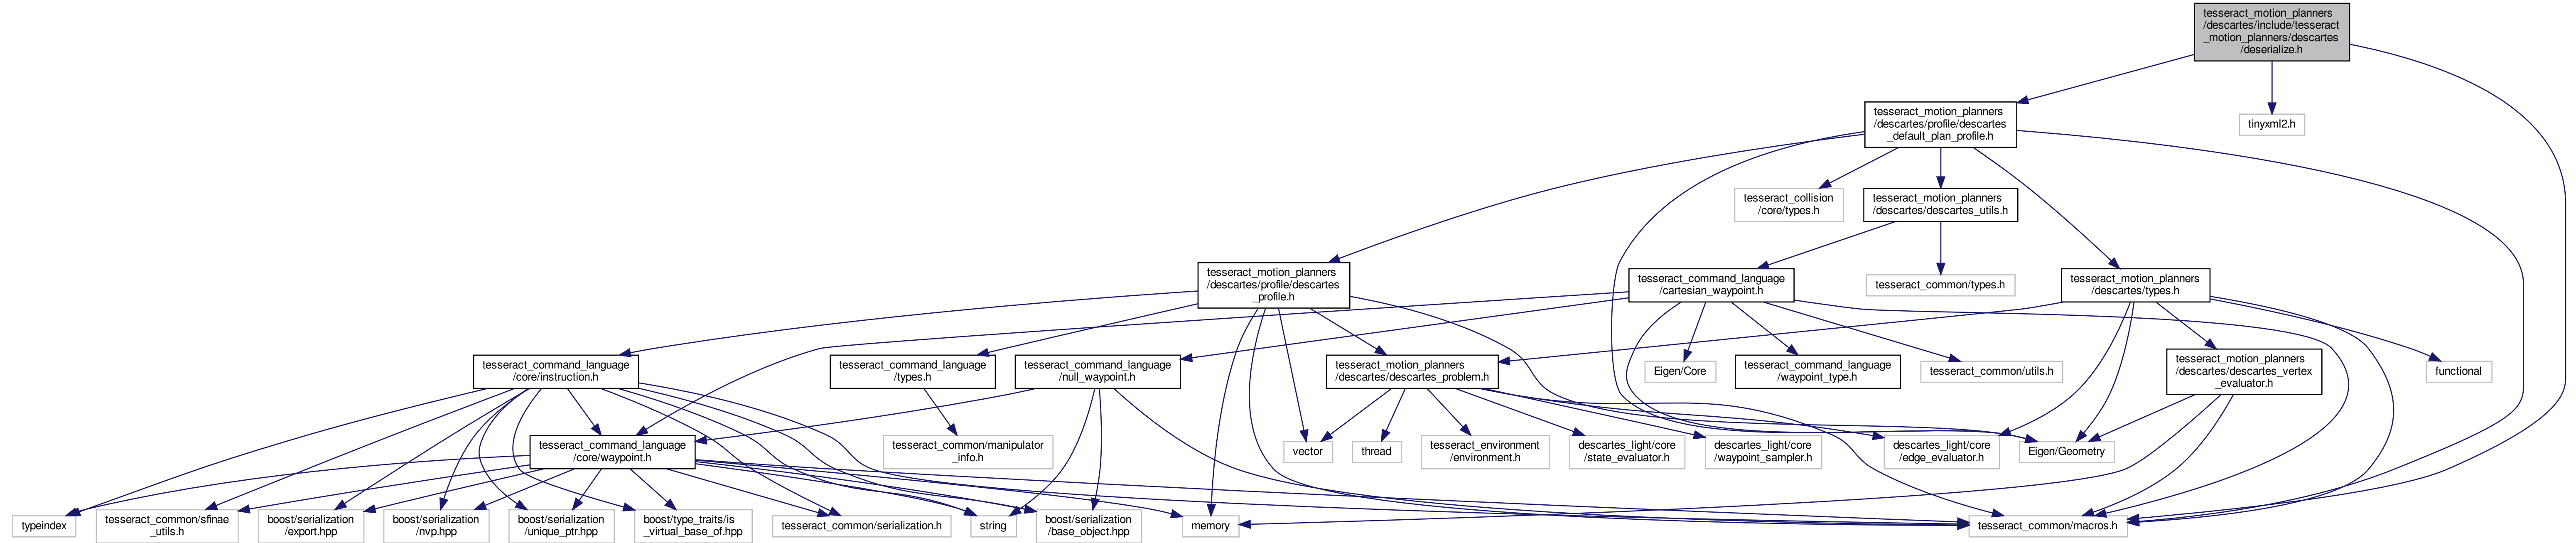 tesseract_motion_planners
/descartes/include/tesseract
_motion_planners/descartes
/deserialize.h
tesseract_motion_planners
/descartes/profile/descartes
_default_plan_profile.h
tinyxml2.h
tesseract_collision
/core/types.h
tesseract_motion_planners
/descartes/descartes_utils.h
tesseract_motion_planners
/descartes/profile/descartes
_profile.h
tesseract_command_language
/cartesian_waypoint.h
tesseract_common/types.h
tesseract_motion_planners
/descartes/types.h
tesseract_command_language
/core/instruction.h
tesseract_command_language
/types.h
tesseract_command_language
/null_waypoint.h
tesseract_motion_planners
/descartes/descartes_problem.h
Eigen/Core
tesseract_command_language
/waypoint_type.h
tesseract_common/utils.h
tesseract_motion_planners
/descartes/descartes_vertex
_evaluator.h
functional
tesseract_command_language
/core/waypoint.h
tesseract_common/manipulator
_info.h
vector
thread
tesseract_environment
/environment.h
descartes_light/core
/state_evaluator.h
descartes_light/core
/waypoint_sampler.h
descartes_light/core
/edge_evaluator.h
Eigen/Geometry
typeindex
tesseract_common/sfinae
_utils.h
boost/serialization
/export.hpp
boost/serialization
/nvp.hpp
boost/serialization
/unique_ptr.hpp
boost/type_traits/is
_virtual_base_of.hpp
tesseract_common/serialization.h
string
boost/serialization
/base_object.hpp
memory
tesseract_common/macros.h